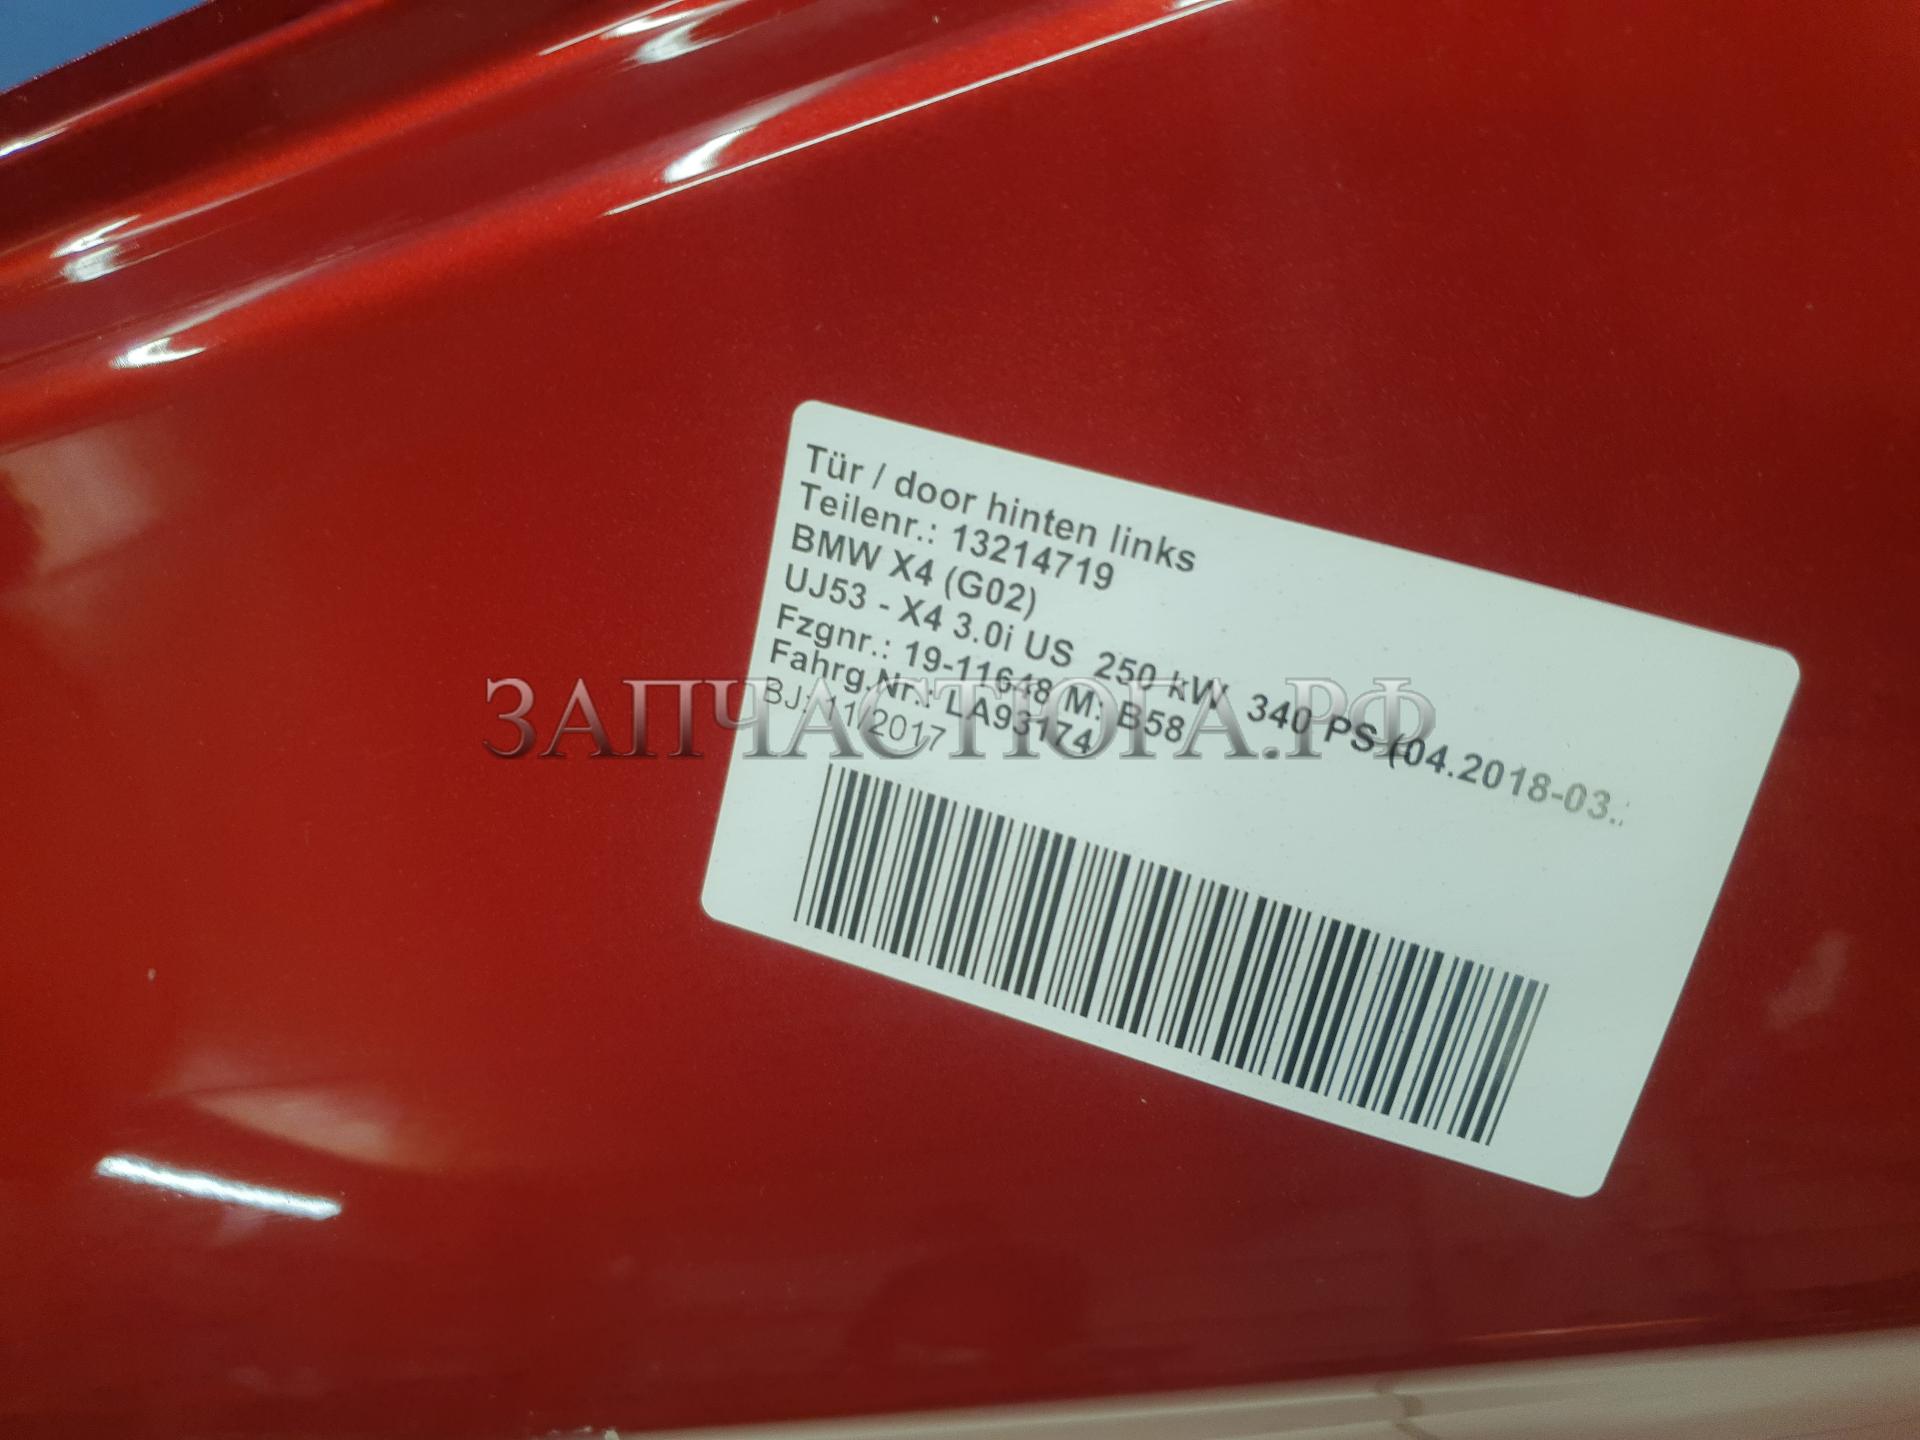 Tür / door hinten links
Teilenr.: 13214719
BMW X4 (G02)
UJ53 - X4 3.0i US 250 kW 340 PS (04.2018-03.
Fzgnr.: 19-11648 M: B58
Fahrg.Nr.: LA93174
BJ: 11/2017
ЗАПЧАСТЮГА.РФ